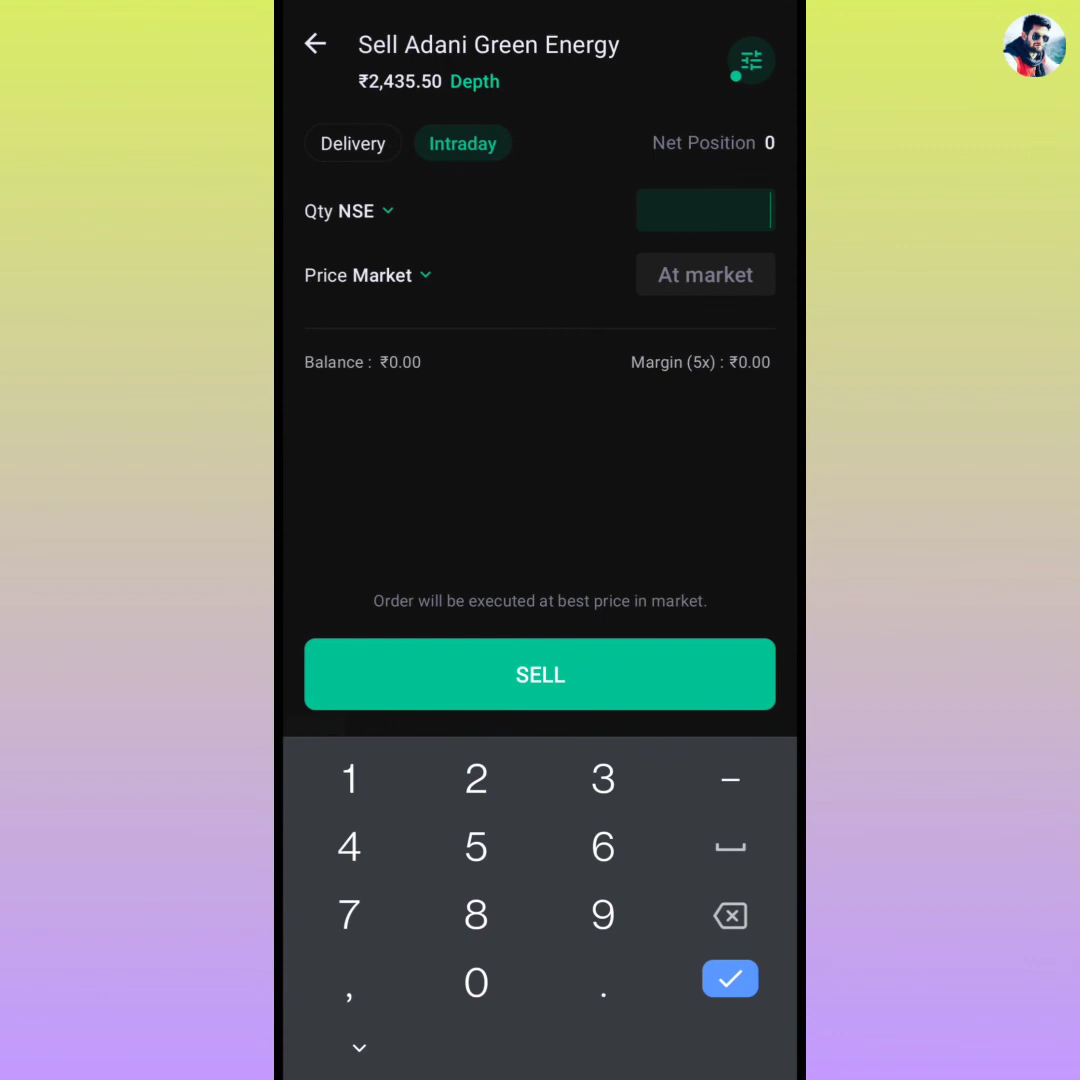 Sell Adani Green Energy
₹2,435.50 Depth
Delivery Intraday Net Position 0
Qty NSE
Price Market At market
Balance : ₹0.00 Margin (5x) : ₹0.00
Order will be executed at best price in market.
SELL
1 2 3 –
4 5 6
7 8 9
, 0 .